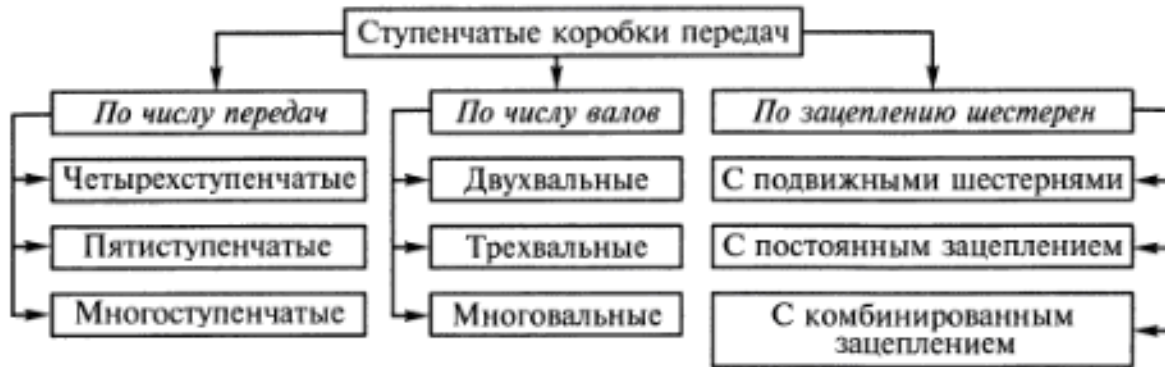 Ступенчатые коробки передач
По числу передач
Четырехступенчатые
Пятиступенчатые
Многоступенчатые
По числу валов
Двухвальные
Трехвальные
Многовальные
По зацеплению шестерен
С подвижными шестернями
С постоянным зацеплением
С комбинированным
зацеплением